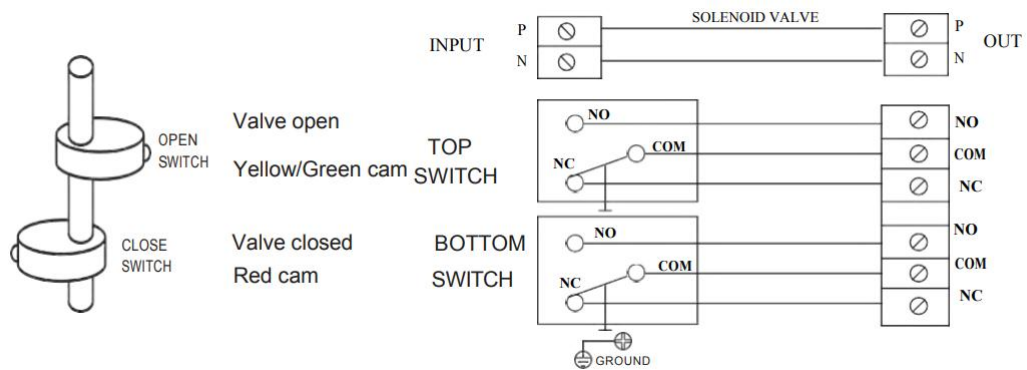 SOLENOID VALVE
INPUT P P OUT
N N
OPEN
SWITCH
Valve open
Yellow/Green cam
TOP
SWITCH
NO
COM
NC
NO
COM
NC
CLOSE
SWITCH
Valve closed
Red cam
BOTTOM
SWITCH
NO
COM
NC
NO
COM
NC
GROUND